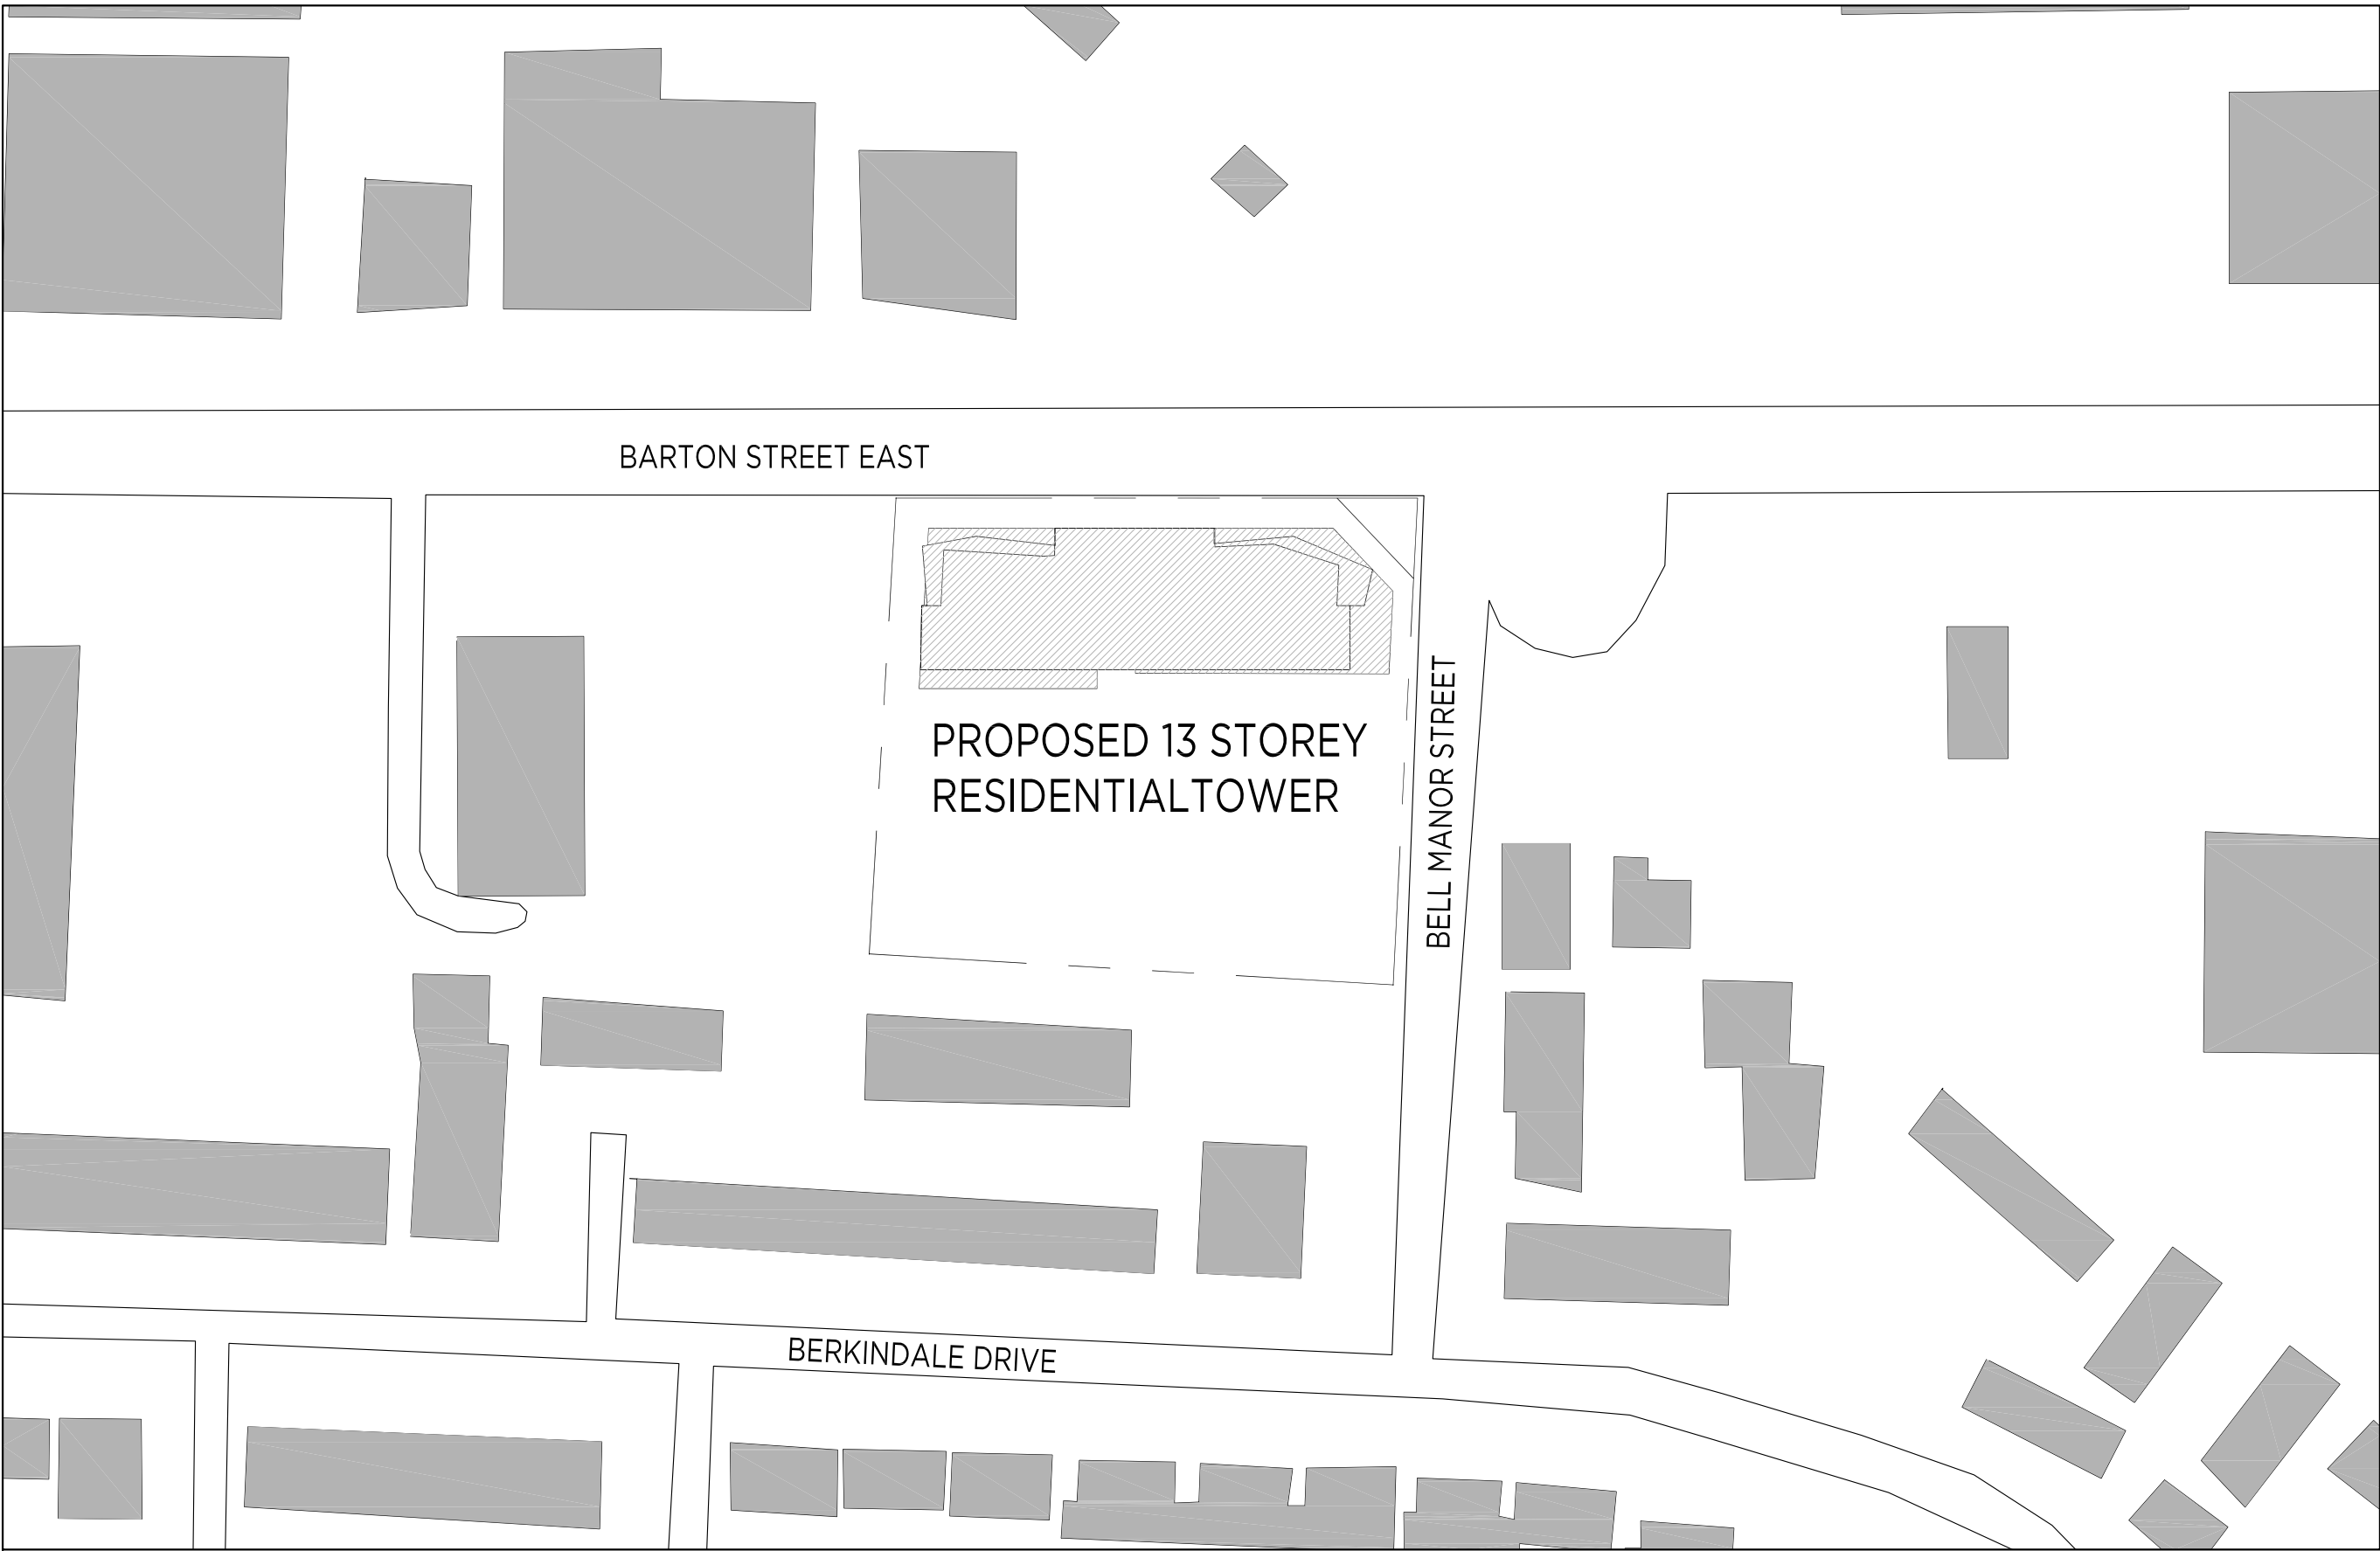 BARTON STREET EAST
PROPOSED 13 STOREY
RESIDENTIALTOWER
BELL MANOR STREET
BERKINDALE DRIVE